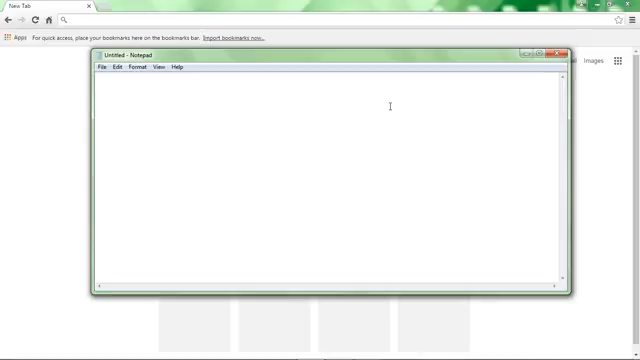 New Tab
Apps For quick access, place your bookmarks here on the bookmarks bar. Import bookmarks now...
Untitled - Notepad
Images
File Edit Format View Help